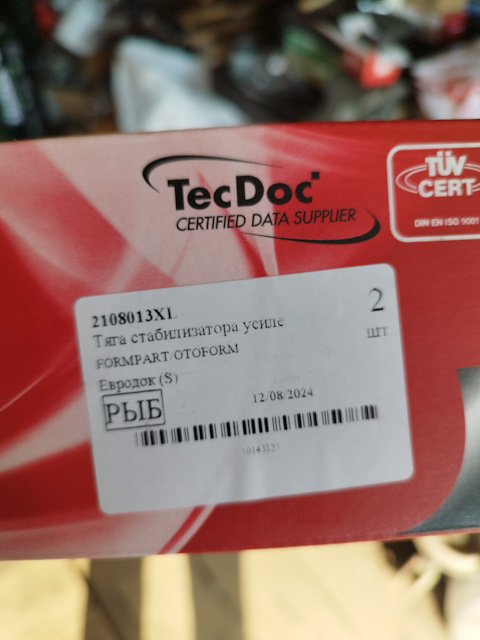 TecDoc
CERTIFIED DATA SUPPLIER
TÜV
CERT
DIN EN ISO 9001
2108013XL
2
Тяга стабилизатора усиле
шт
FORMPART/OTOFORM
Евродок (S)
РЫБ
12/08/2024